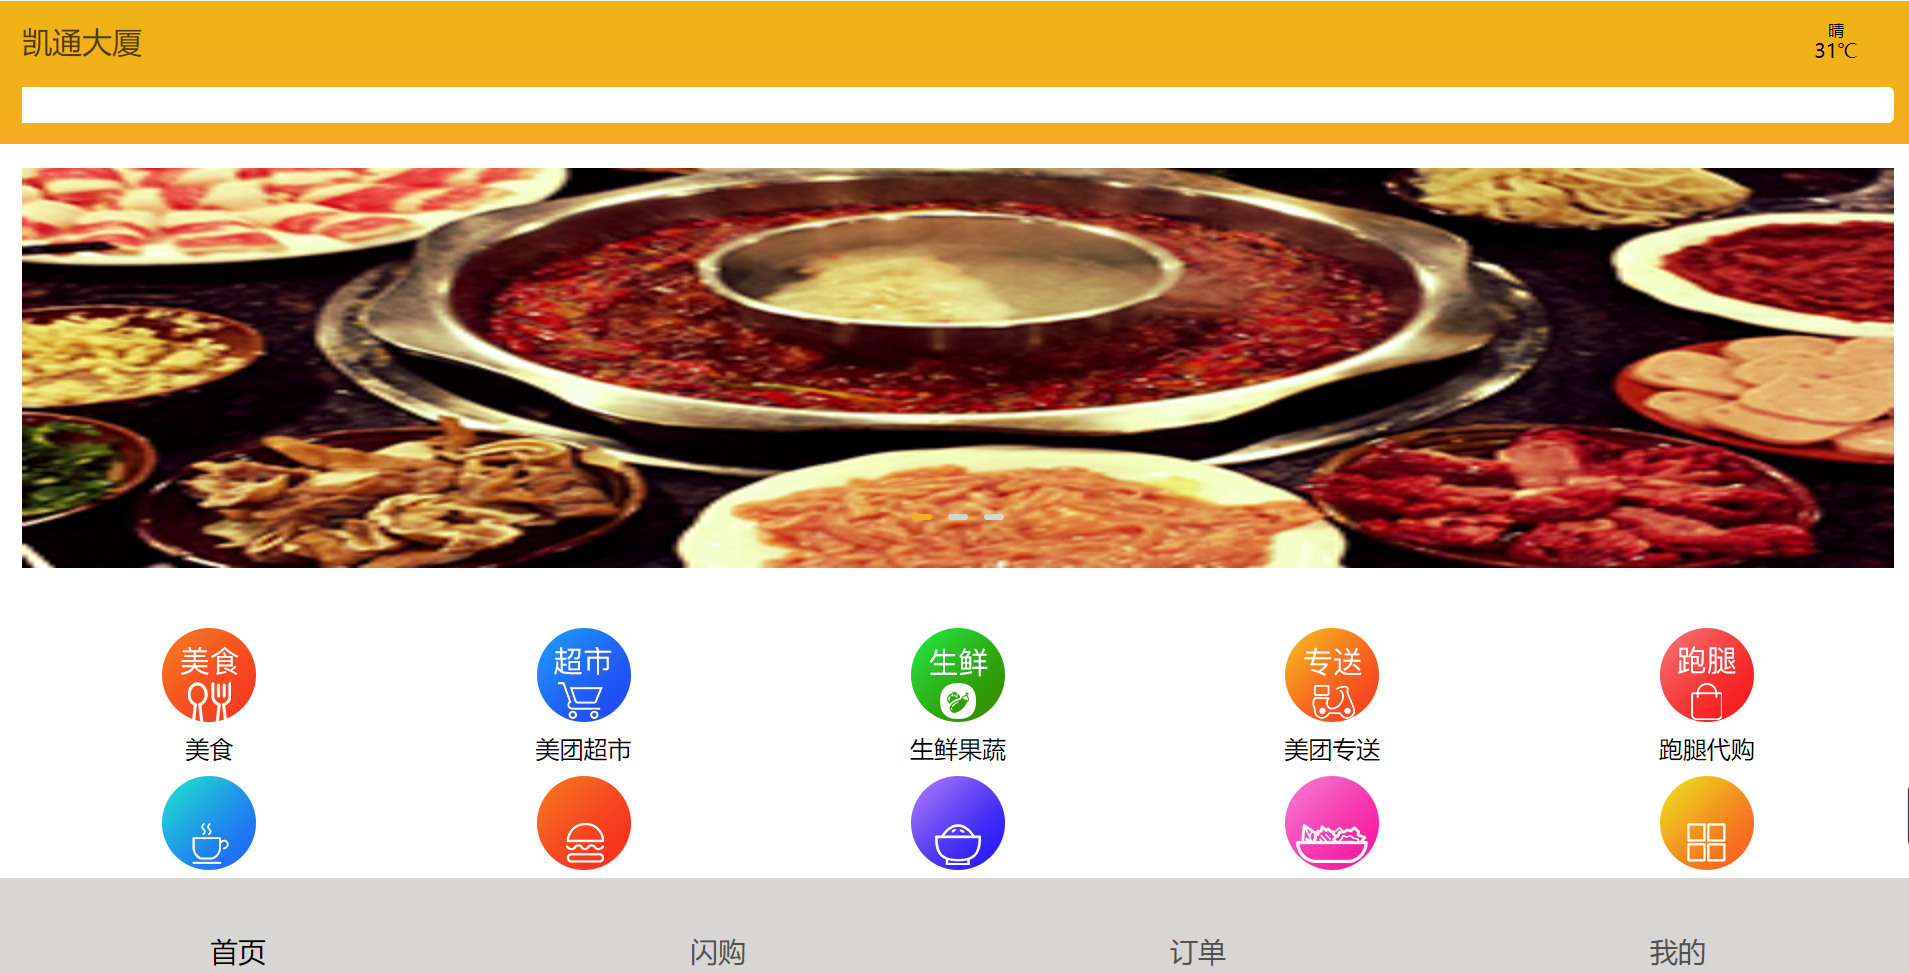 凯通大厦
晴
31℃
美食
超市
生鲜
专送
跑腿
美食
美团超市
生鲜果蔬
美团专送
跑腿代购
首页
闪购
订单
我的